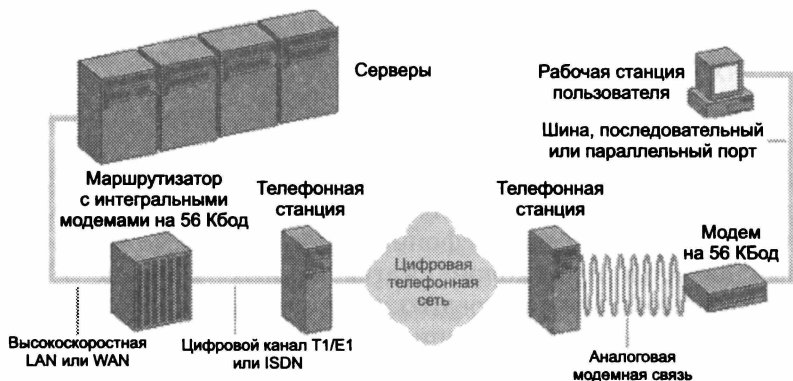 Серверы
Рабочая станция
пользователя
Шина, последовательный
или параллельный порт
Маршрутизатор
с интегральными
модемами на 56 Кбод
Телефонная
станция
Телефонная
станция
Модем
на 56 КБод
Цифровая
телефонная
сеть
Высокоскоростная
LAN или WAN
Цифровой канал T1/E1
или ISDN
Аналоговая
модемная связь